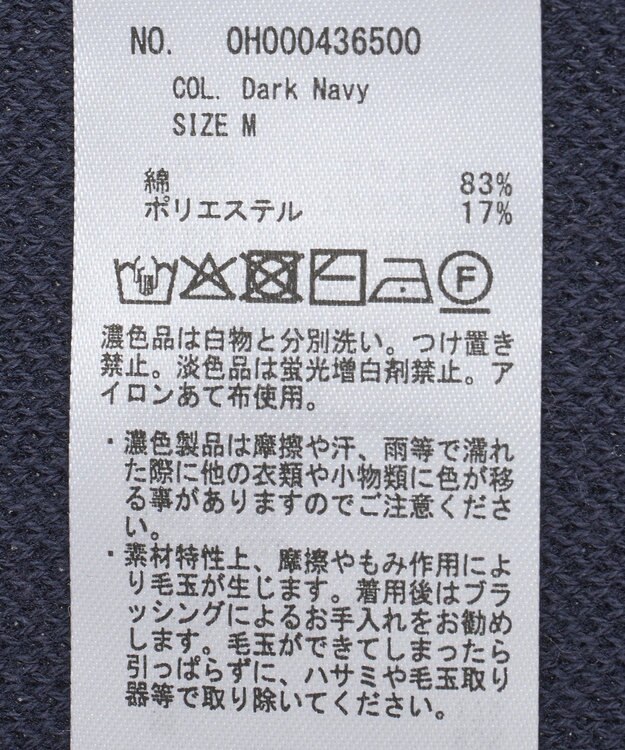 NO. 0H000436500
COL. Dark Navy
SIZE M
綿 83%
ポリエステル 17%
F
濃色品は白物と分別洗い。つけ置き
禁止。淡色品は蛍光増白剤禁止。ア
イロンあて布使用。
・濃色製品は摩擦や汗、雨等で濡れ
た際に他の衣類や小物類に色が移
る事がありますのでご注意くださ
い。
・素材特性上、摩擦やもみ作用によ
り毛玉が生じます。着用後はブラ
ッシングによるお手入れをお勧め
します。毛玉ができてしまったら
引っぱらずに、ハサミや毛玉取り
器等で取り除いてください。